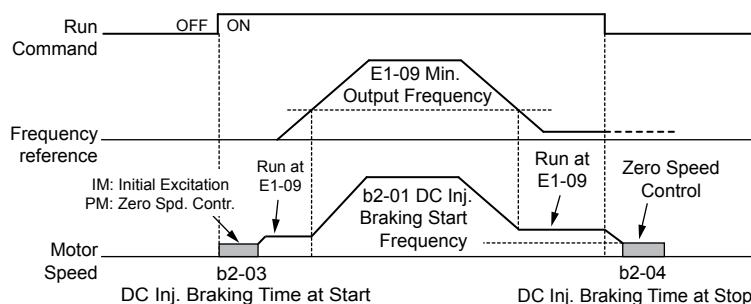 Run
Command
OFF
ON
E1-09 Min.
Output Frequency
Frequency
reference
IM: Initial Excitation
PM: Zero Spd. Contr.
Run at
E1-09
b2-01 DC Inj.
Braking Start
Frequency
Run at
E1-09
Zero Speed
Control
Motor
Speed
b2-03
DC Inj. Braking Time at Start
b2-04
DC Inj. Braking Time at Stop